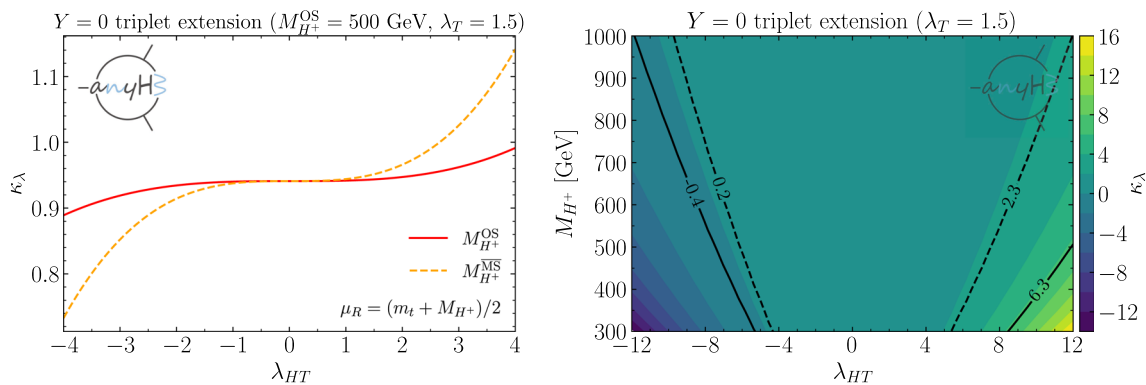 Y = 0 triplet extension (M_{H^+}^{OS} = 500 GeV, λ_T = 1.5)
κ_λ
1.1
1.0
0.9
0.8
-anyH3
M_{H^+}^{OS}
M_{H^+}^{\overline{MS}}
μ_R = (m_t + M_{H^+})/2
−4 −3 −2 −1 0 1 2 3 4
λ_{HT}
Y = 0 triplet extension (λ_T = 1.5)
M_{H^+} [GeV]
1000
900
800
700
600
500
400
300
-anyH3
-0.4
0.2
2.3
6.3
−12 −8 −4 0 4 8 12
λ_{HT}
16
12
8
4
0
−4
−8
−12
κ_λ